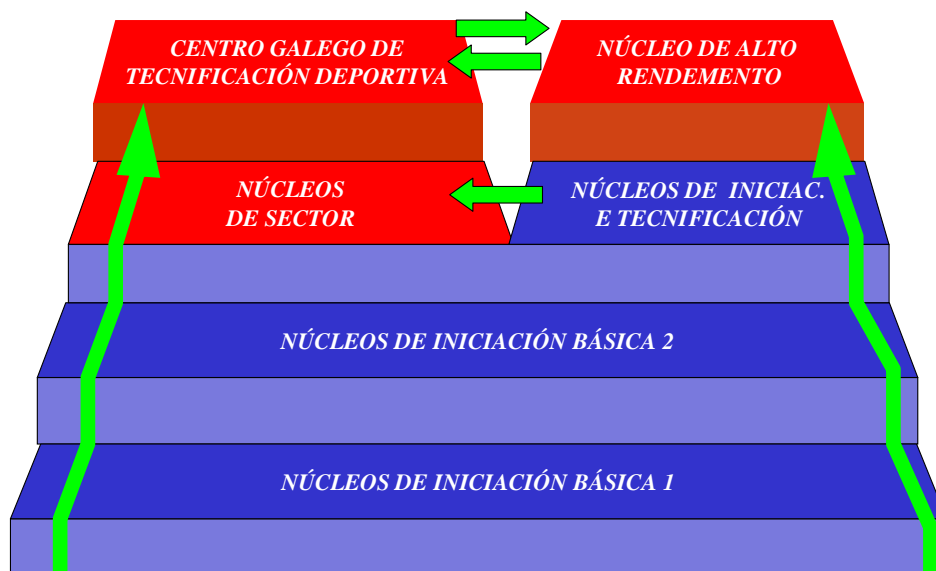 CENTRO GALEGO DE
TECNIFICACIÓN DEPORTIVA
NÚCLEO DE ALTO
RENDEMENTO
NÚCLEOS
DE SECTOR
NÚCLEOS DE INICIAC.
E TECNIFICACIÓN
NÚCLEOS DE INICIACIÓN BÁSICA 2
NÚCLEOS DE INICIACIÓN BÁSICA 1